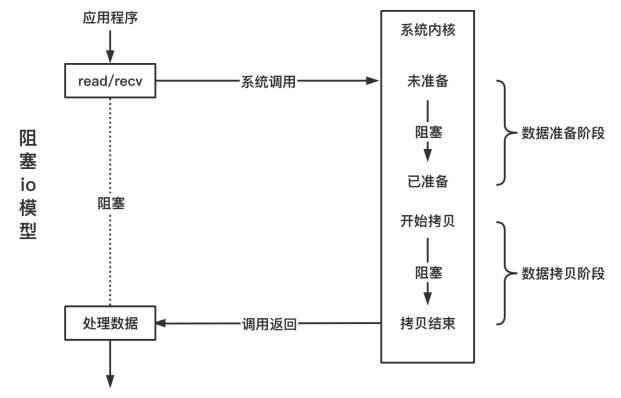 应用程序
系统内核
read/recv
系统调用
未准备
阻塞
数据准备阶段
已准备
阻塞io模型
阻塞
开始拷贝
阻塞
数据拷贝阶段
处理数据
调用返回
拷贝结束